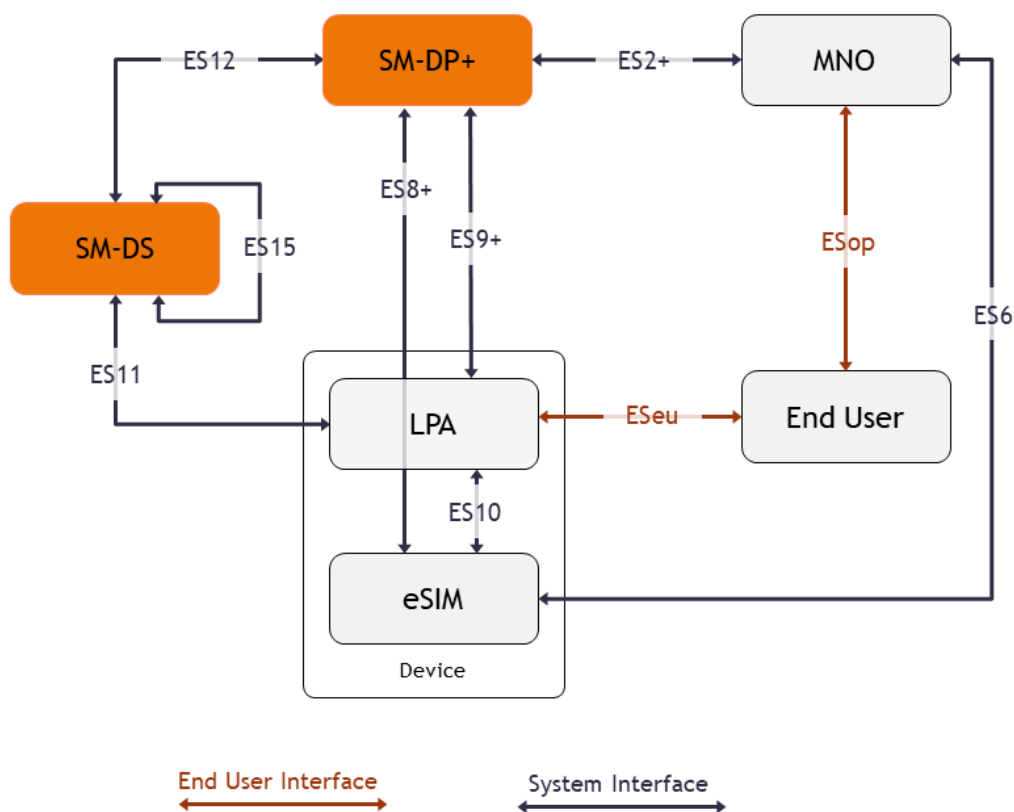 ES12
SM-DP+
ES2+
MNO
ES8+
ES9+
SM-DS
ES15
ESop
ES6
ES11
LPA
ESeu
End User
ES10
eSIM
Device
End User Interface
System Interface